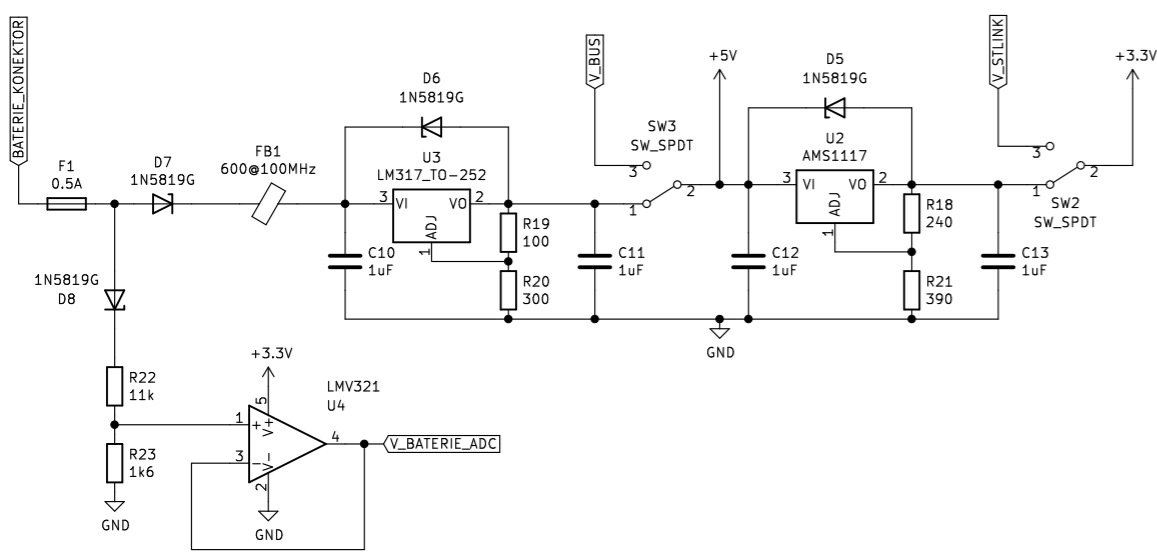 BATERIE_KONEKTOR
F1
0.5A
D7
1N5819G
FB1
600@100MHz
D6
1N5819G
U3
LM317_TO-252
3
VI
VO
2
ADJ
1
R19
100
R20
300
C10
1uF
C11
1uF
V_BUS
SW3
SW_SPDT
3
2
1
+5V
D5
1N5819G
U2
AMS1117
3
VI
VO
2
ADJ
1
R18
240
R21
390
C12
1uF
C13
1uF
GND
V_STLINK
3
2
1
SW2
SW_SPDT
+3.3V
1N5819G
D8
R22
11k
R23
1k6
GND
+3.3V
5
LMV321
U4
1
+
V+
4
3
-
V-
2
GND
V_BATERIE_ADC